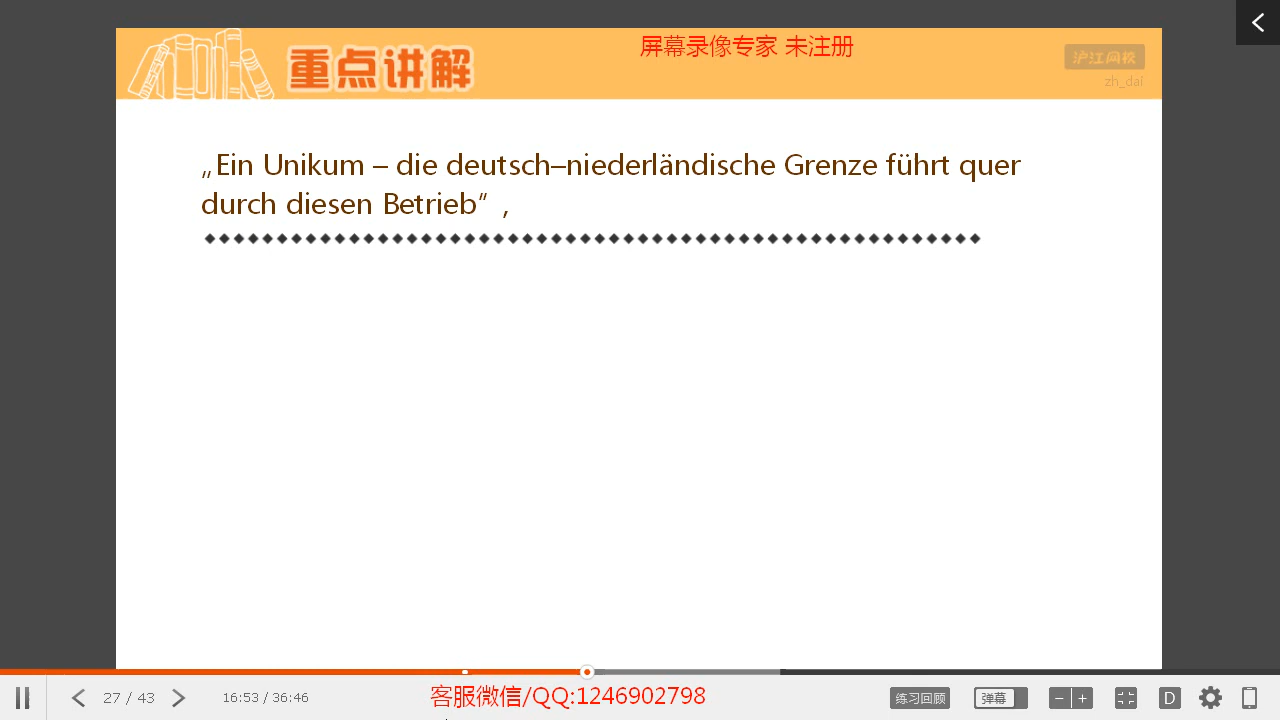 屏幕录像专家 未注册
重点讲解
沪江网校
zh_dai
„Ein Unikum – die deutsch–niederländische Grenze führt quer
durch diesen Betrieb“ ,
27 / 43
16:53 / 36:46
客服微信/QQ:1246902798
练习回顾
弹幕
D